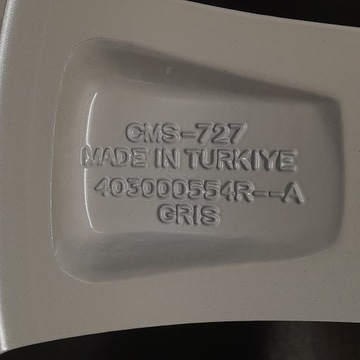 CMS-727
MADE IN TURKIYE
403000554R--A
GRIS